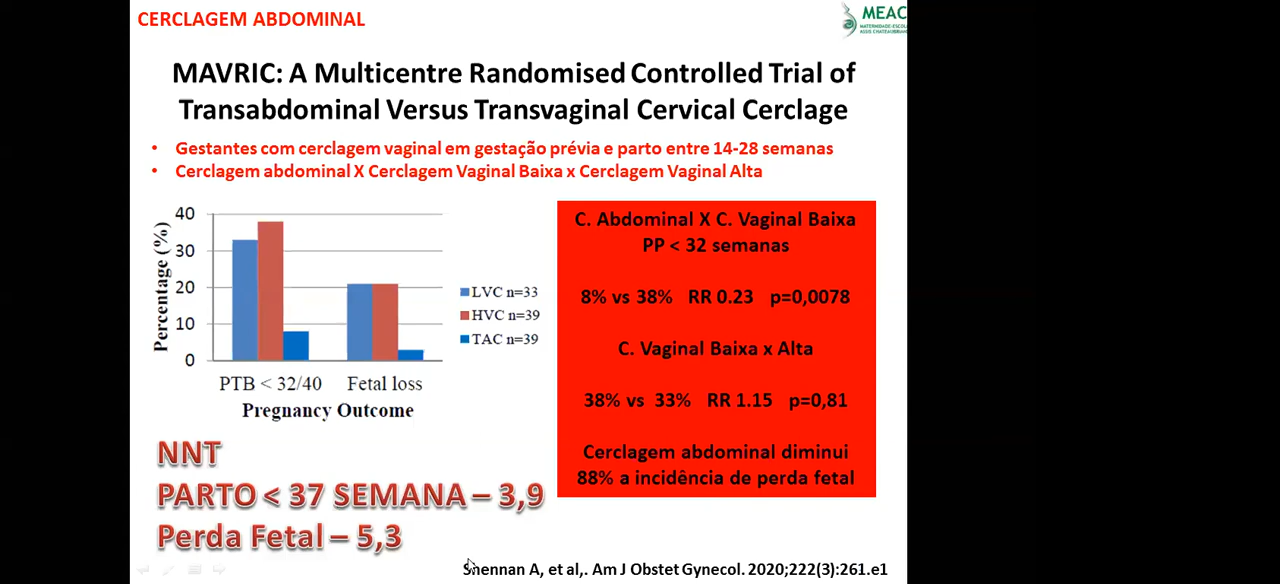 CERCLAGEM ABDOMINAL
MEAC
MATERNIDADE-ESCOLA
ASSIS CHATEAUBRIAND
MAVRIC: A Multicentre Randomised Controlled Trial of
Transabdominal Versus Transvaginal Cervical Cerclage
• Gestantes com cerclagem vaginal em gestação prévia e parto entre 14-28 semanas
• Cerclagem abdominal X Cerclagem Vaginal Baixa x Cerclagem Vaginal Alta
Percentage (%)
40
30
20
10
0
PTB < 32/40 Fetal loss
Pregnancy Outcome
LVC n=33
HVC n=39
TAC n=39
C. Abdominal X C. Vaginal Baixa
PP < 32 semanas
8% vs 38% RR 0.23 p=0,0078
C. Vaginal Baixa x Alta
38% vs 33% RR 1.15 p=0,81
Cerclagem abdominal diminui
88% a incidência de perda fetal
NNT
PARTO < 37 SEMANA – 3,9
Perda Fetal – 5,3
Shennan A, et al,. Am J Obstet Gynecol. 2020;222(3):261.e1